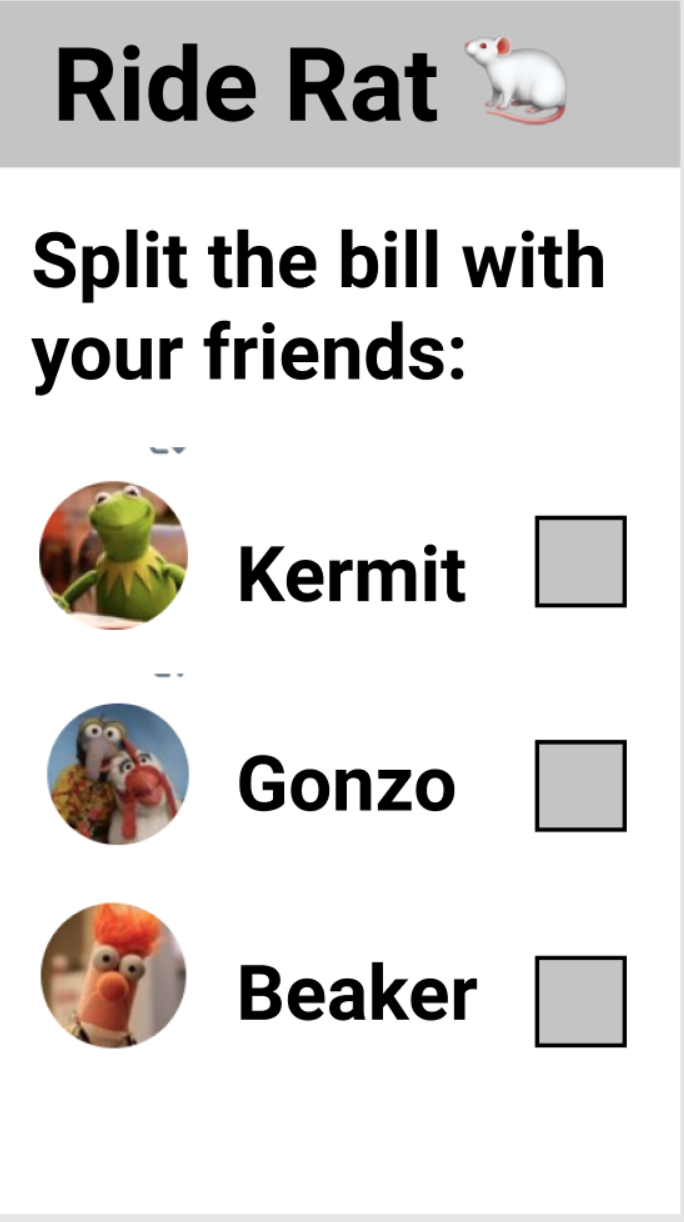 Ride Rat 🐁
Split the bill with
your friends:
Kermit
Gonzo
Beaker